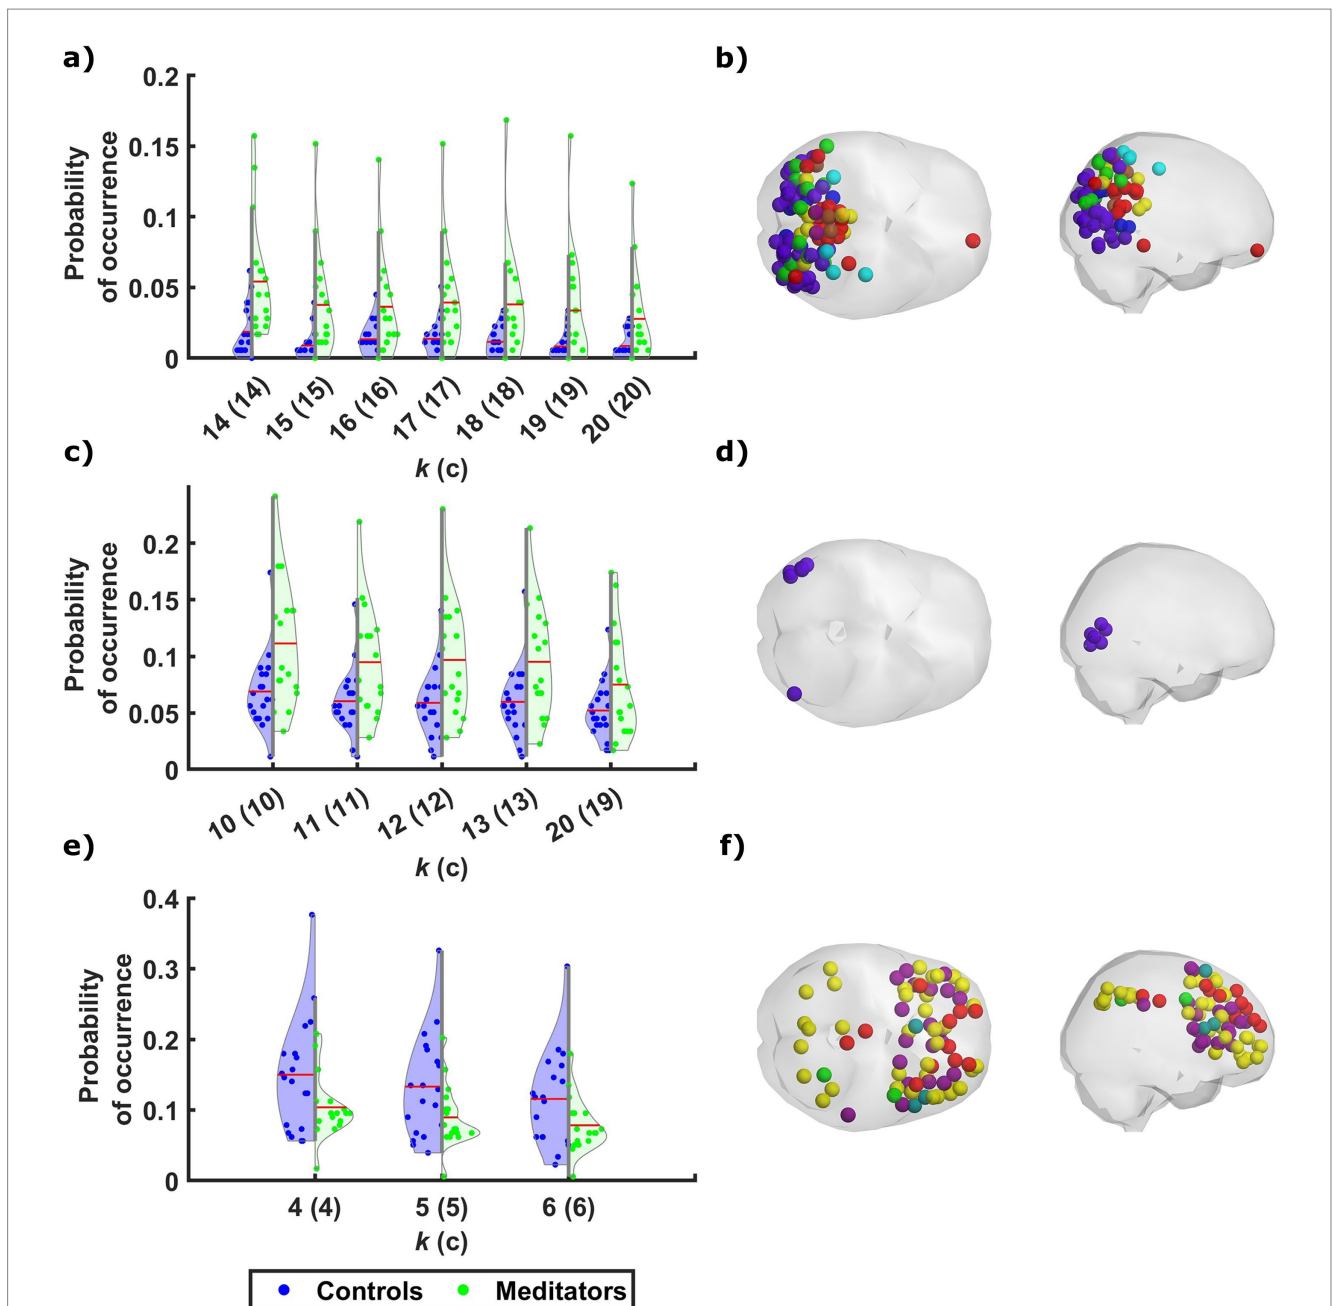 a)
Probability
of occurrence
0.2
0.15
0.1
0.05
0
14 (14)
15 (15)
16 (16)
17 (17)
18 (18)
19 (19)
20 (20)
k (c)
b)
c)
Probability
of occurrence
0.2
0.15
0.1
0.05
0
10 (10)
11 (11)
12 (12)
13 (13)
20 (19)
k (c)
d)
e)
Probability
of occurrence
0.4
0.3
0.2
0.1
0
4 (4)
5 (5)
6 (6)
k (c)
f)
Controls
Meditators